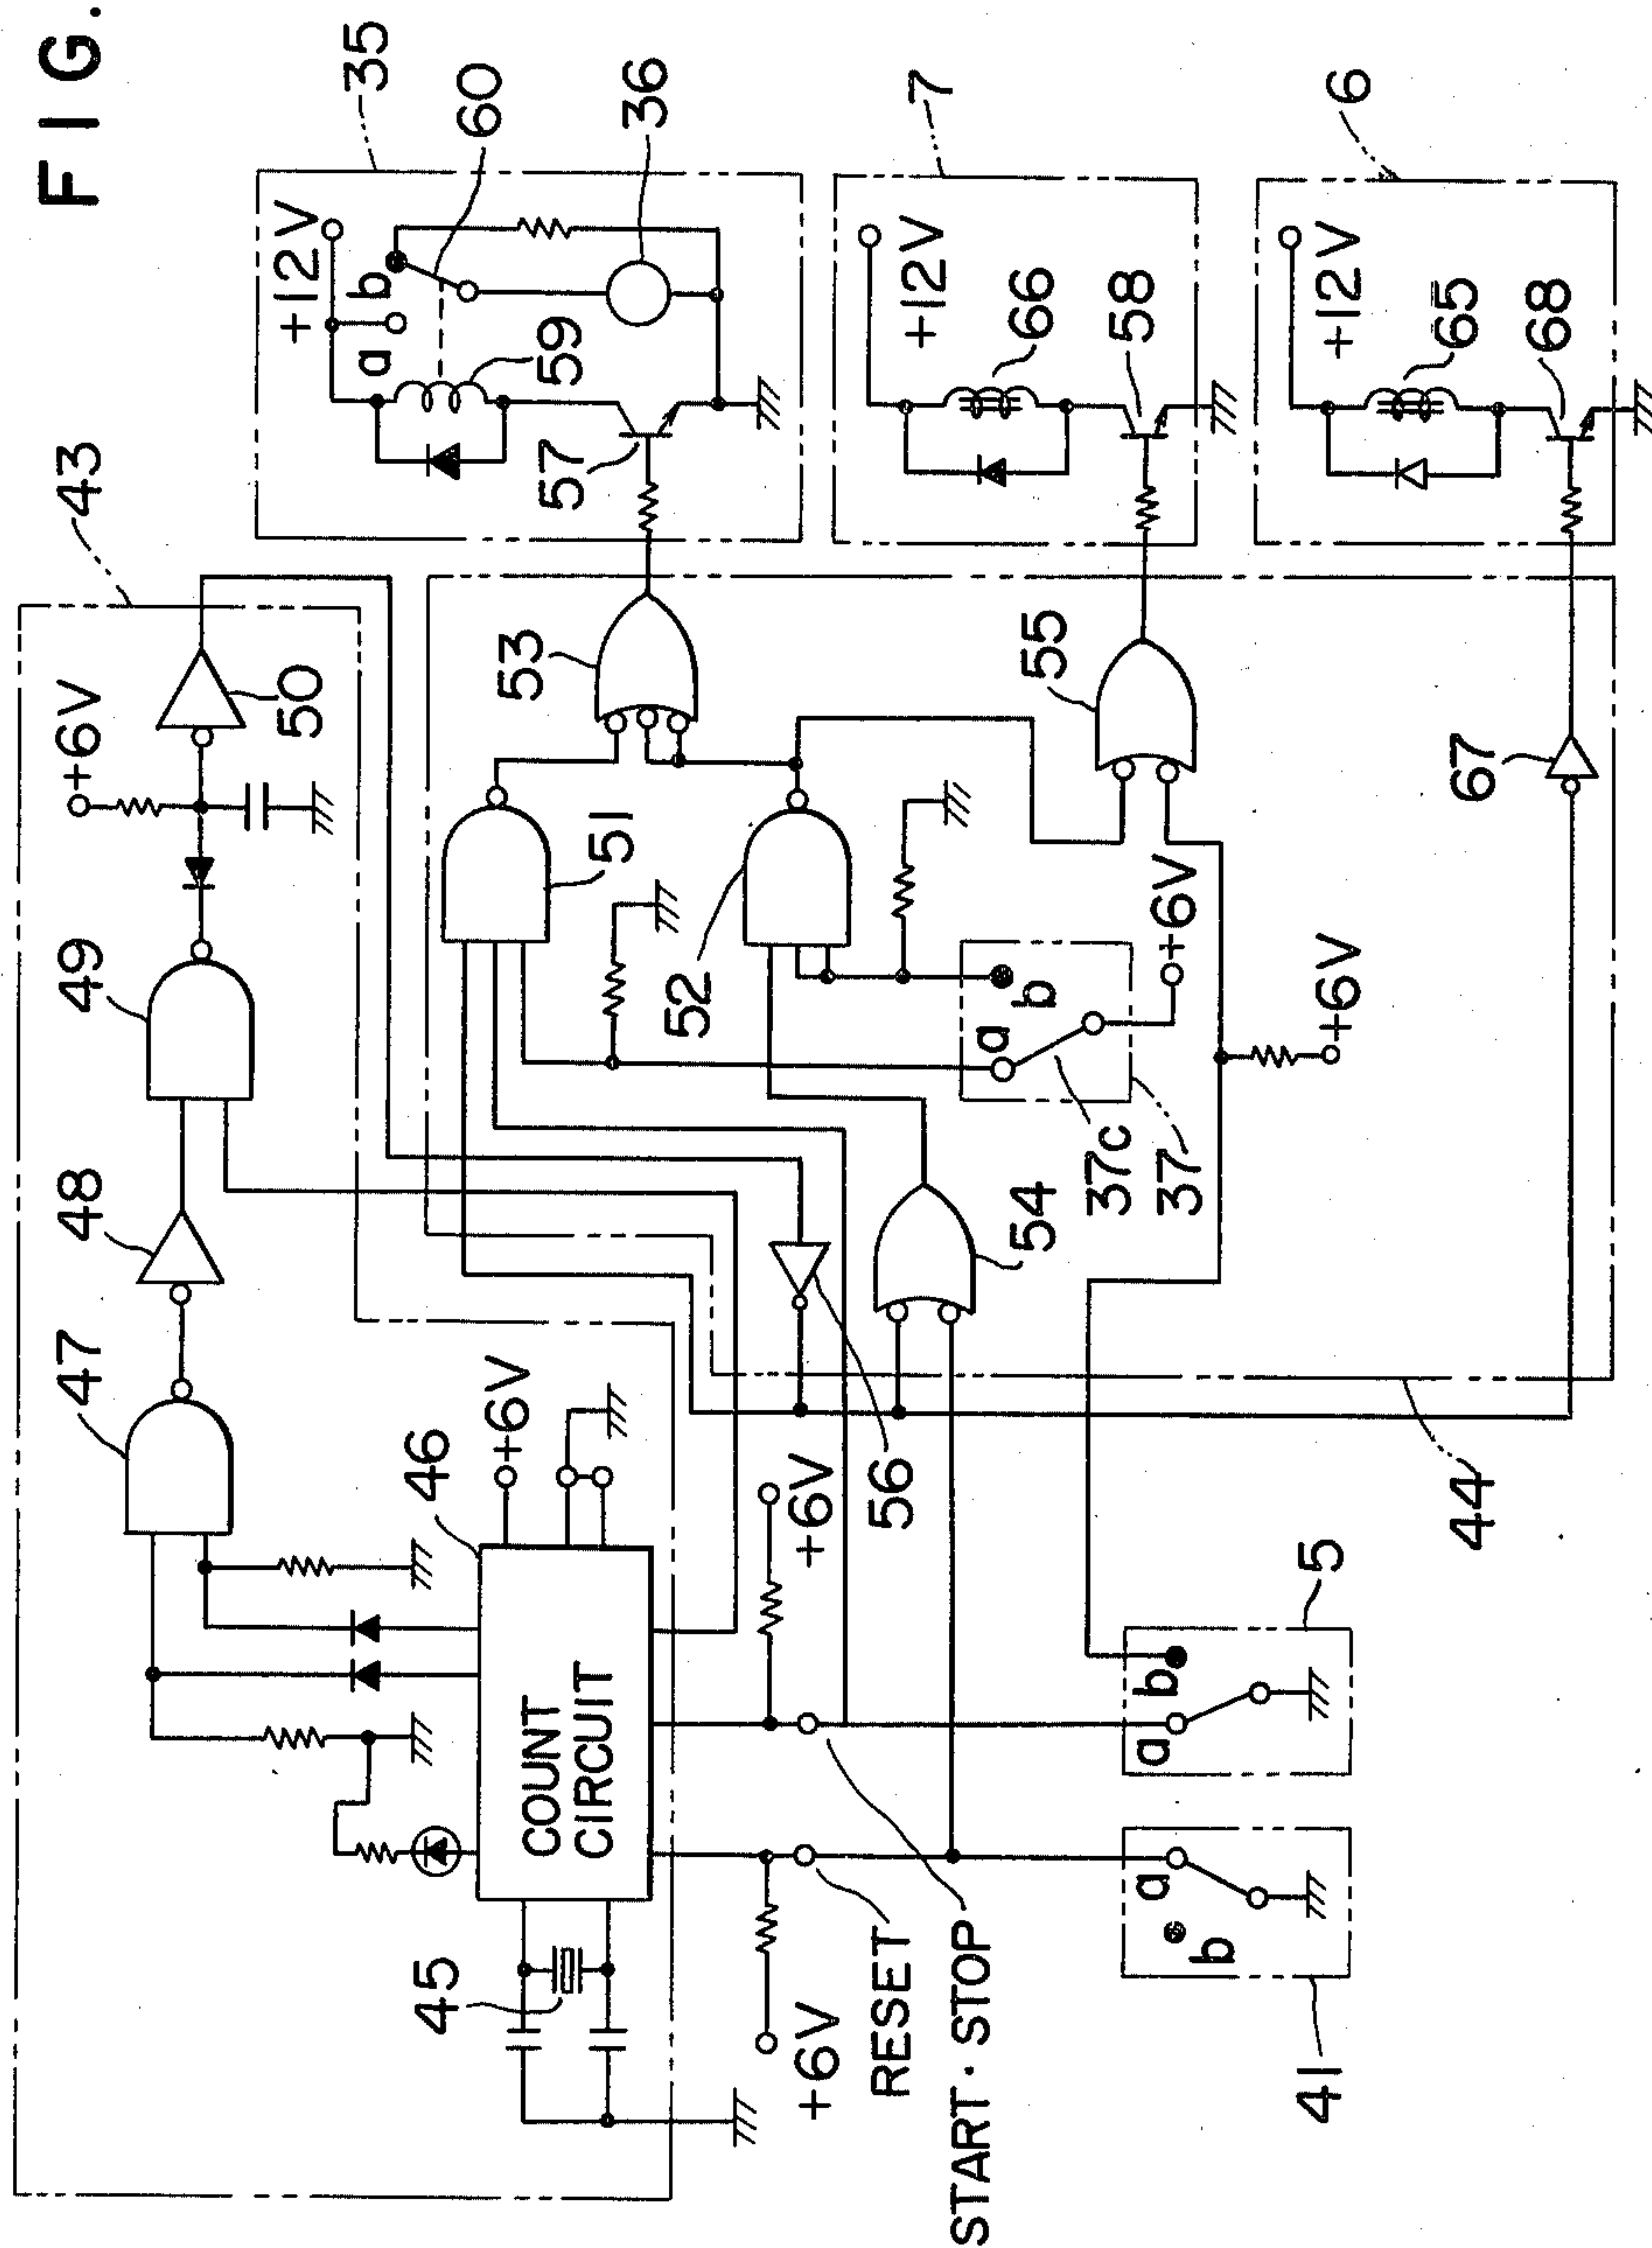 FIG.
43
35
+12V
a
b
60
59
57
36
7
+12V
66
58
6
+12V
65
68
+6V
50
49
48
47
53
51
52
55
67
+6V
a
b
37c
37
+6V
54
56
44
46
+6V
COUNT
CIRCUIT
45
+6V
+6V
RESET
START·STOP
a
b
5
a
b
41